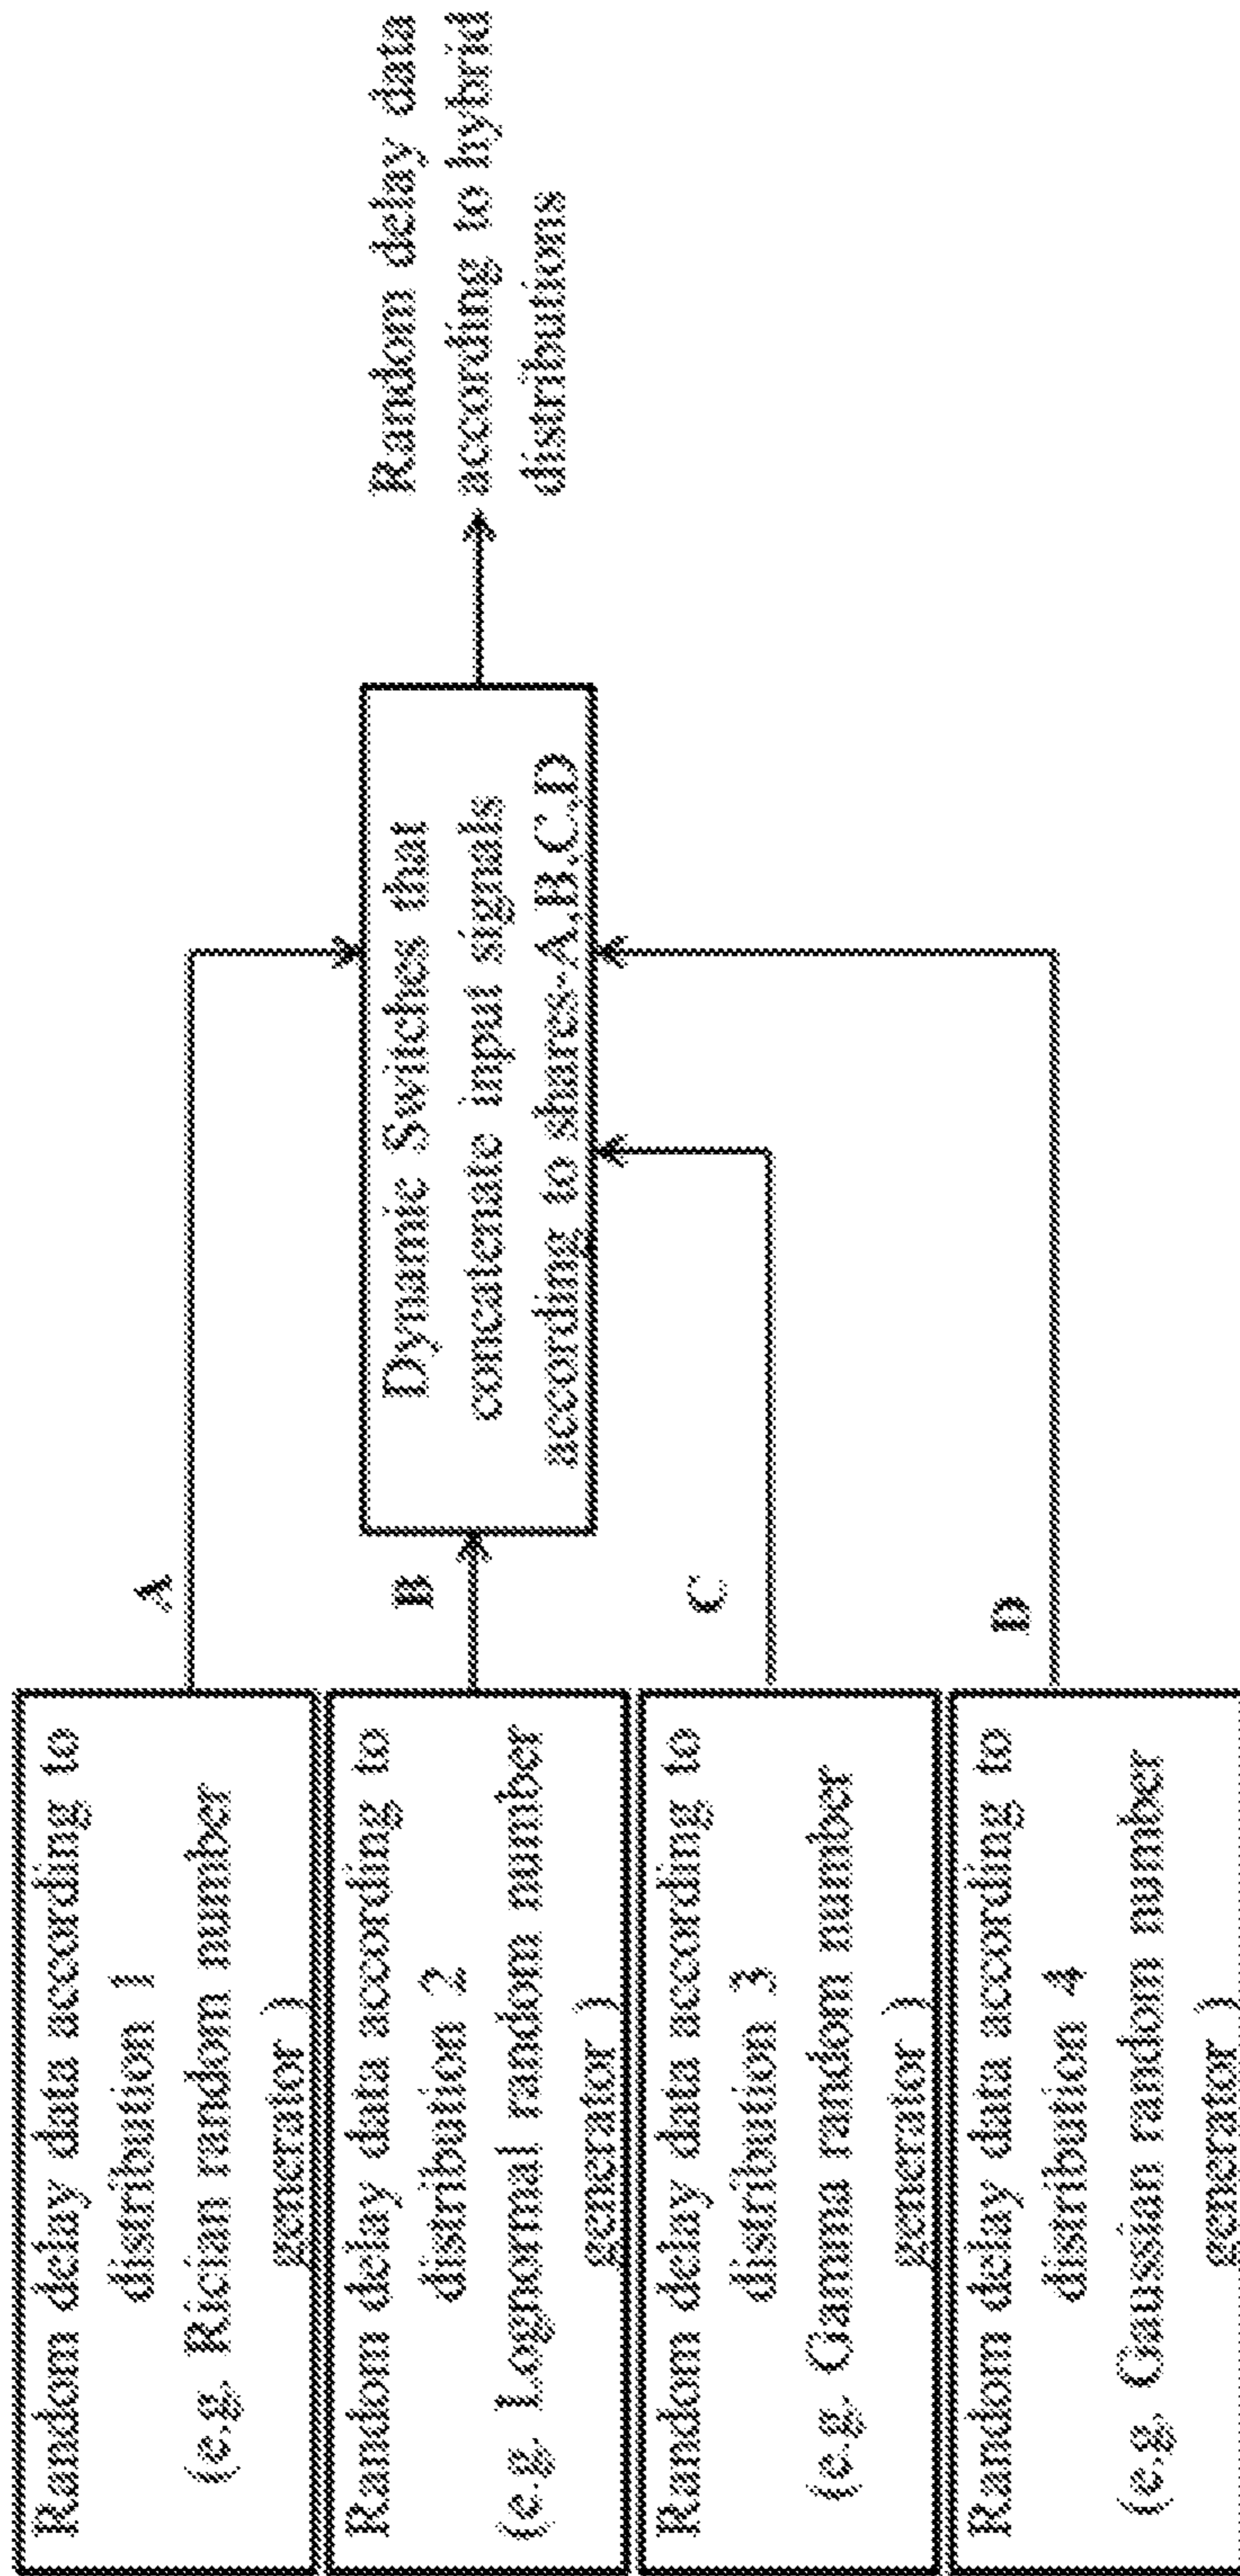 Random delay data according to
distribution 1
(e.g. Rician random number
generator )
Random delay data according to
distribution 2
(e.g. Lognormal random number
generator )
Random delay data according to
distribution 3
(e.g. Gamma random number
generator )
Random delay data according to
distribution 4
(e.g. Gaussian random number
generator )
A
B
C
D
Dynamic Switches that
concatenate input signals
according to shares-A,B,C,D
Random delay data
according to hybrid
distributions